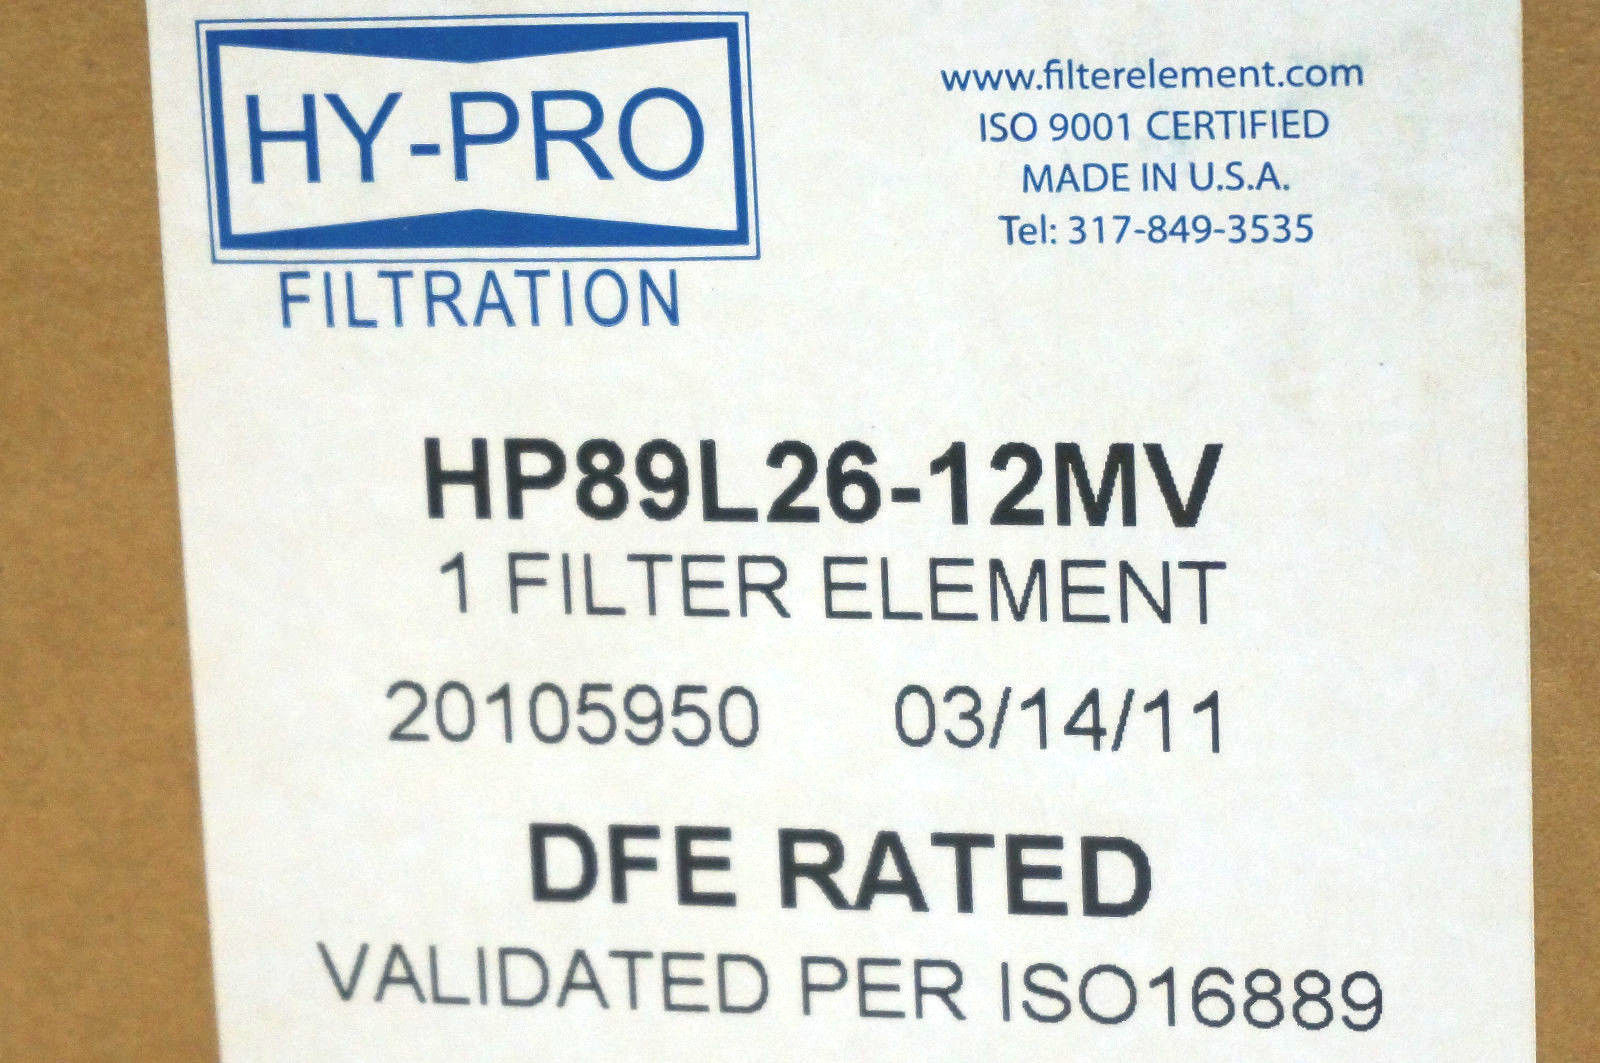 HY-PRO
FILTRATION
www.filterelement.com
ISO 9001 CERTIFIED
MADE IN U.S.A.
Tel: 317-849-3535
HP89L26-12MV
1 FILTER ELEMENT
20105950 03/14/11
DFE RATED
VALIDATED PER ISO16889